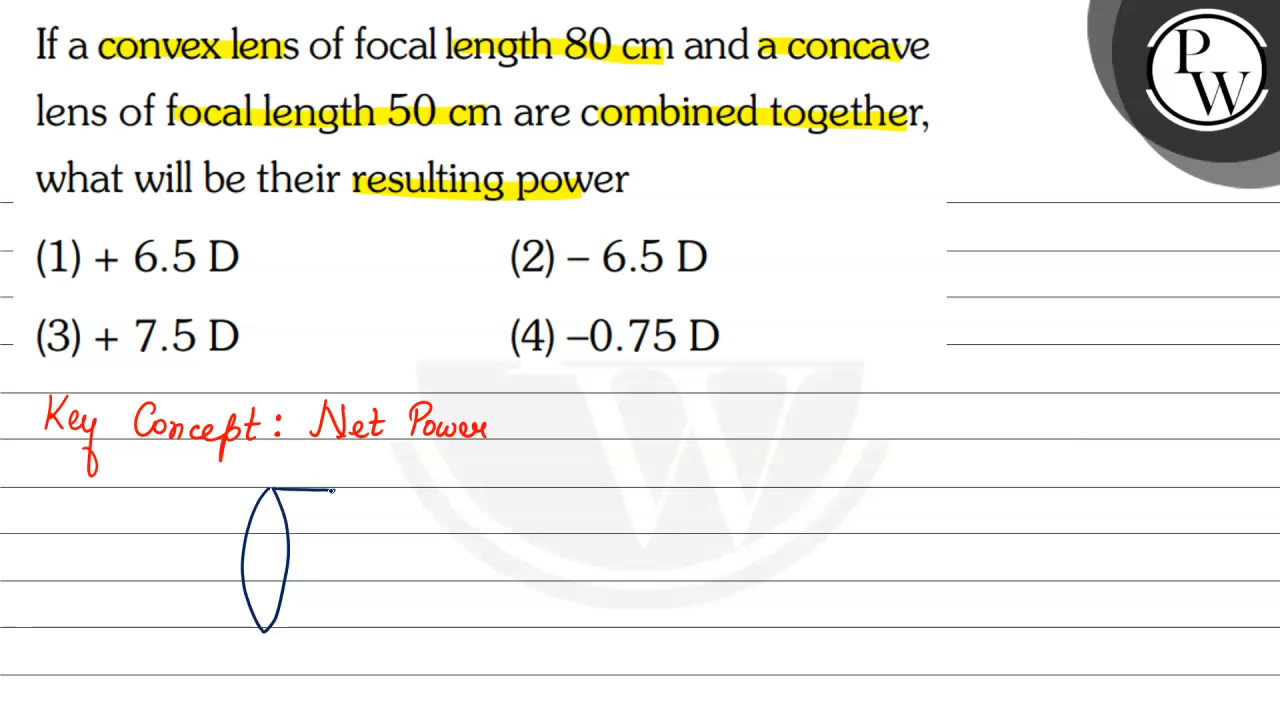 If a convex lens of focal length 80 cm and a concave
lens of focal length 50 cm are combined together,
what will be their resulting power
(1) + 6.5 D (2) – 6.5 D
(3) + 7.5 D (4) –0.75 D
Key Concept: Net Power
P
W
W